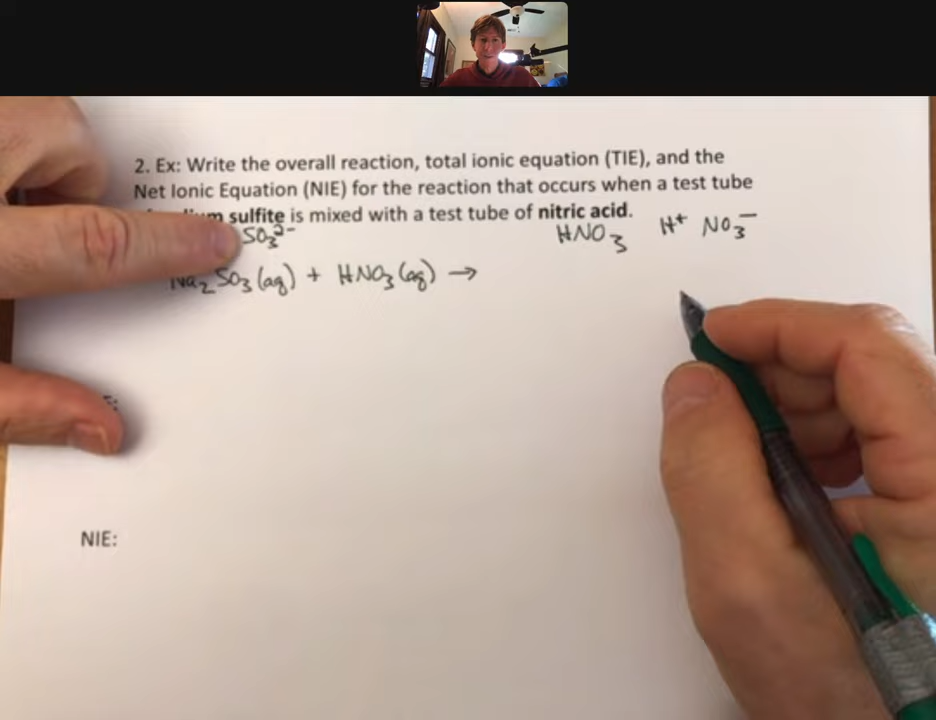 2. Ex: Write the overall reaction, total ionic equation (TIE), and the
Net Ionic Equation (NIE) for the reaction that occurs when a test tube
sulfite is mixed with a test tube of nitric acid.
SO₃²⁻ HNO₃ H⁺ NO₃⁻
Na₂SO₃(aq) + HNO₃(aq) →
NIE: